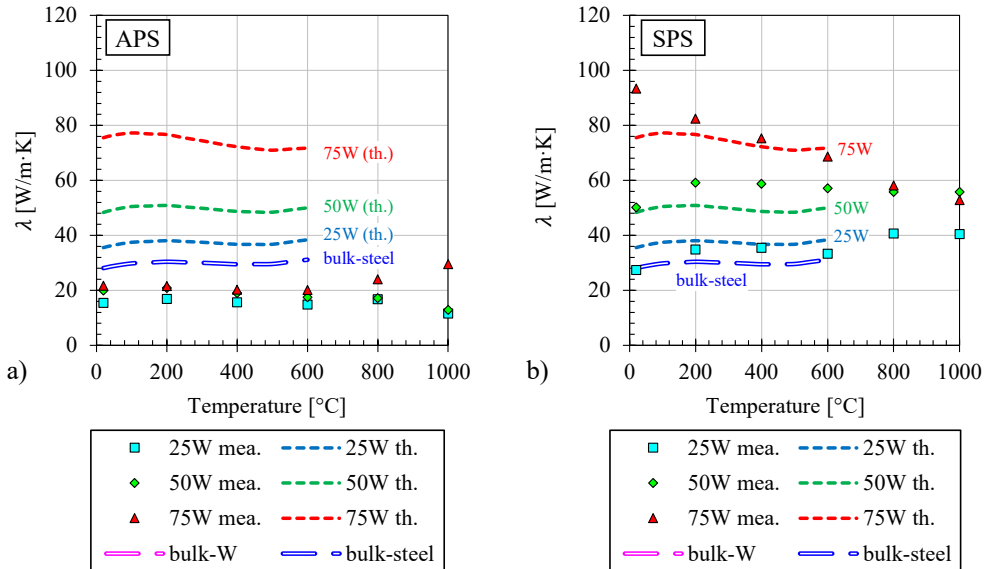 APS
λ [W/m·K]
120
100
80
60
40
20
0
75W (th.)
50W (th.)
25W (th.)
bulk-steel
0 200 400 600 800 1000
Temperature [°C]
a)
25W mea. 25W th.
50W mea. 50W th.
75W mea. 75W th.
bulk-W bulk-steel
SPS
λ [W/m·K]
120
100
80
60
40
20
0
75W
50W
25W
bulk-steel
0 200 400 600 800 1000
Temperature [°C]
b)
25W mea. 25W th.
50W mea. 50W th.
75W mea. 75W th.
bulk-W bulk-steel